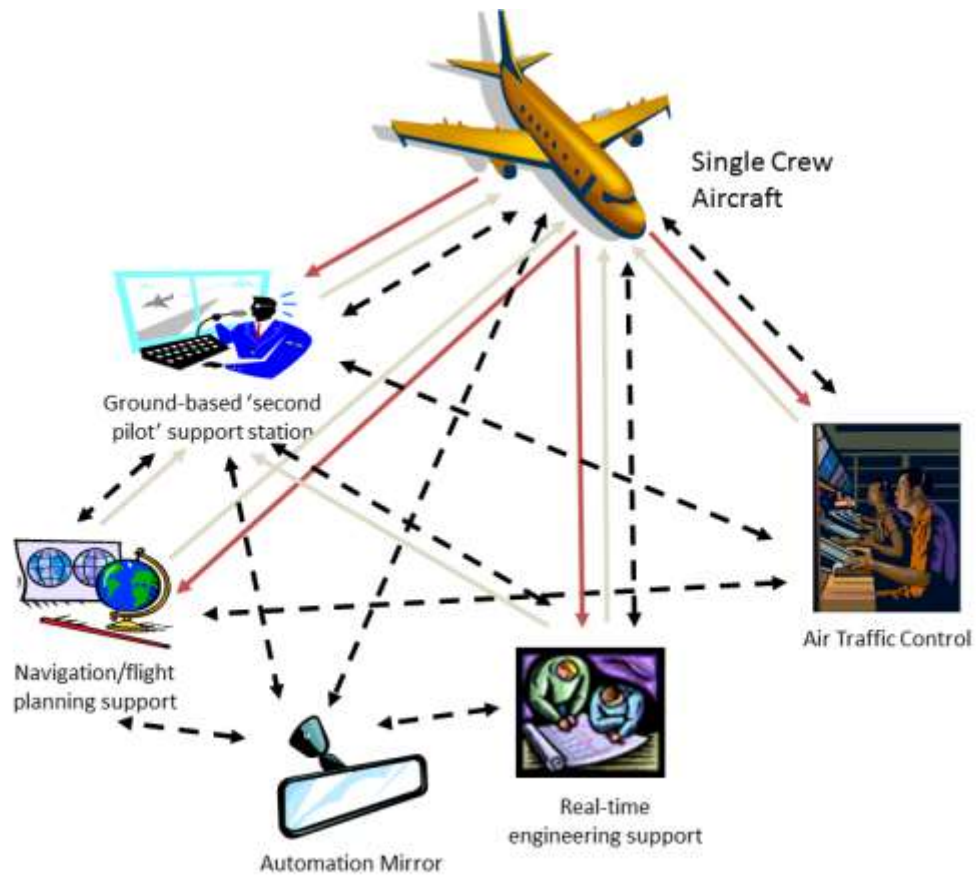 Single Crew
Aircraft
Ground-based ‘second
pilot’ support station
Air Traffic Control
Navigation/flight
planning support
Real-time
engineering support
Automation Mirror